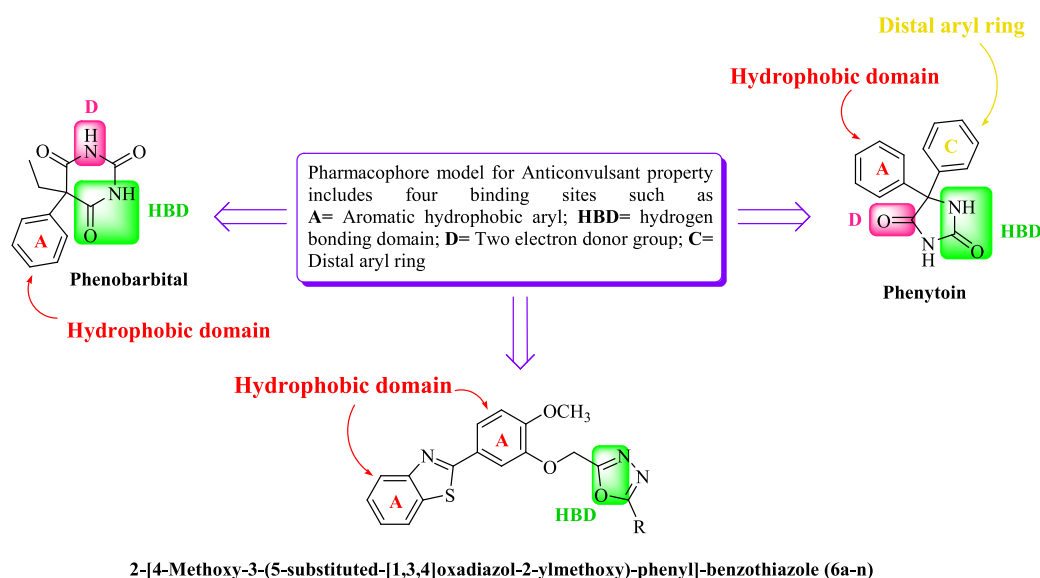 Distal aryl ring
Hydrophobic domain
D
H
N
O
O
NH
O
HBD
A
Phenobarbital
Hydrophobic domain
Pharmacophore model for Anticonvulsant property
includes four binding sites such as
A= Aromatic hydrophobic aryl; HBD= hydrogen
bonding domain; D= Two electron donor group; C=
Distal aryl ring
A
C
O
NH
D
N
H
O
HBD
Phenytoin
Hydrophobic domain
OCH3
A
N
N
N
O
O
A
S
HBD
R
2-[4-Methoxy-3-(5-substituted-[1,3,4]oxadiazol-2-ylmethoxy)-phenyl]-benzothiazole (6a-n)